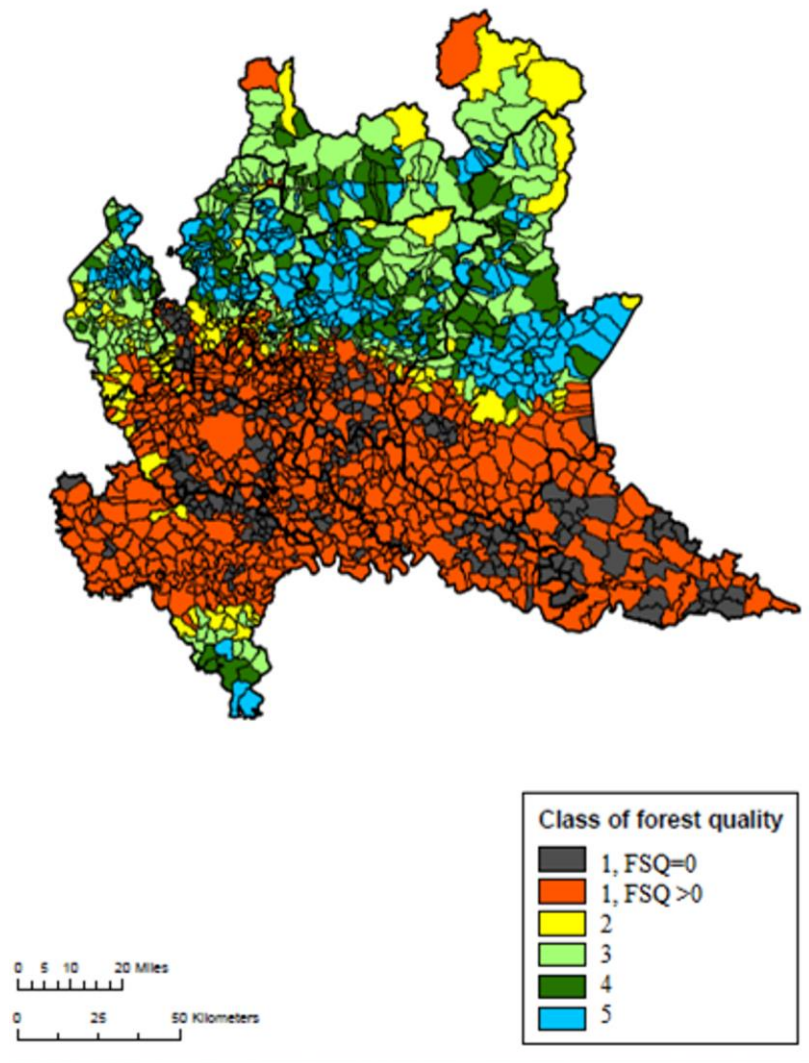 Class of forest quality
1, FSQ=0
1, FSQ >0
2
3
4
5
0 5 10 20 Miles
0 25 50 Kilometers